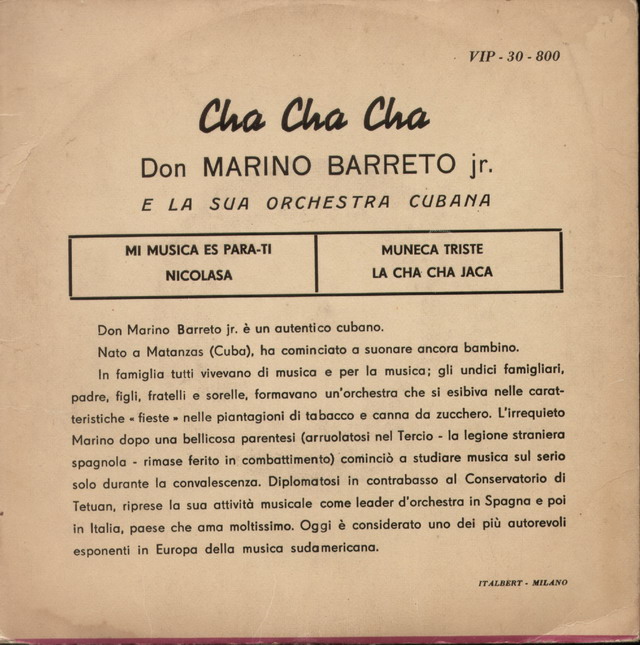 VIP - 30 - 800
Cha Cha Cha
Don MARINO BARRETO jr.
E LA SUA ORCHESTRA CUBANA
MI MUSICA ES PARA-TI
NICOLASA
MUNECA TRISTE
LA CHA CHA JACA
Don Marino Barreto jr. è un autentico cubano.
Nato a Matanzas (Cuba), ha cominciato a suonare ancora bambino.
In famiglia tutti vivevano di musica e per la musica; gli undici famigliari,
padre, figli, fratelli e sorelle, formavano un'orchestra che si esibiva nelle carat-
teristiche « fieste » nelle piantagioni di tabacco e canna da zucchero. L'irrequieto
Marino dopo una bellicosa parentesi (arruolatosi nel Tercio - la legione straniera
spagnola - rimase ferito in combattimento) cominciò a studiare musica sul serio
solo durante la convalescenza. Diplomatosi in contrabasso al Conservatorio di
Tetuan, riprese la sua attività musicale come leader d'orchestra in Spagna e poi
in Italia, paese che ama moltissimo. Oggi è considerato uno dei più autorevoli
esponenti in Europa della musica sudamericana.
ITALBERT - MILANO